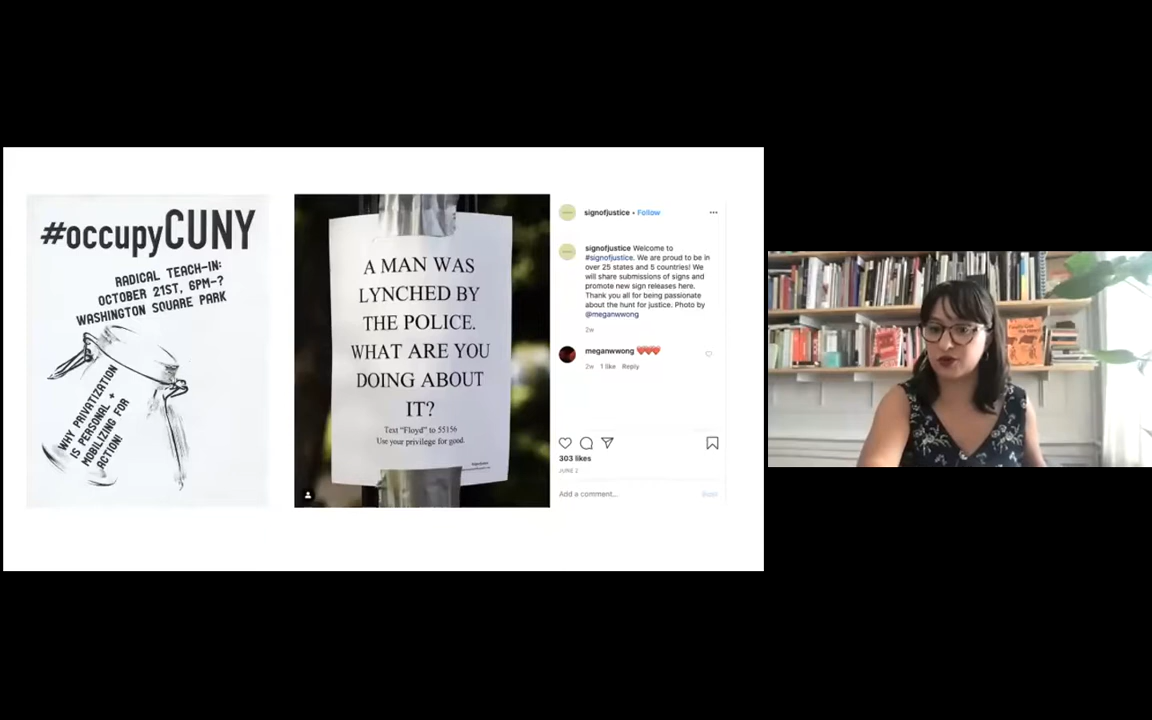 #occupyCUNY
RADICAL TEACH-IN:
OCTOBER 21ST, 6PM-?
WASHINGTON SQUARE PARK
WHY PRIVATIZATION
IS PERSONAL +
MOBILIZING FOR
ACTION!
A MAN WAS
LYNCHED BY
THE POLICE.
WHAT ARE YOU
DOING ABOUT
IT?
Text "Floyd" to 55156
Use your privilege for good.
signofjustice • Follow
signofjustice Welcome to
#signofjustice. We are proud to be in
over 25 states and 5 countries! We
will share submissions of signs and
promote new sign releases here.
Thank you all for being passionate
about the hunt for justice. Photo by
@meganwwong
2w
meganwwong
2w 1 like Reply
303 likes
JUNE 2
Add a comment...
Post